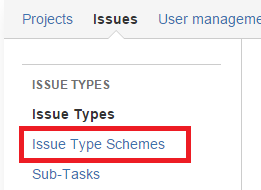 Projects Issues User manageme
ISSUE TYPES
Issue Types
Issue Type Schemes
Sub-Tasks